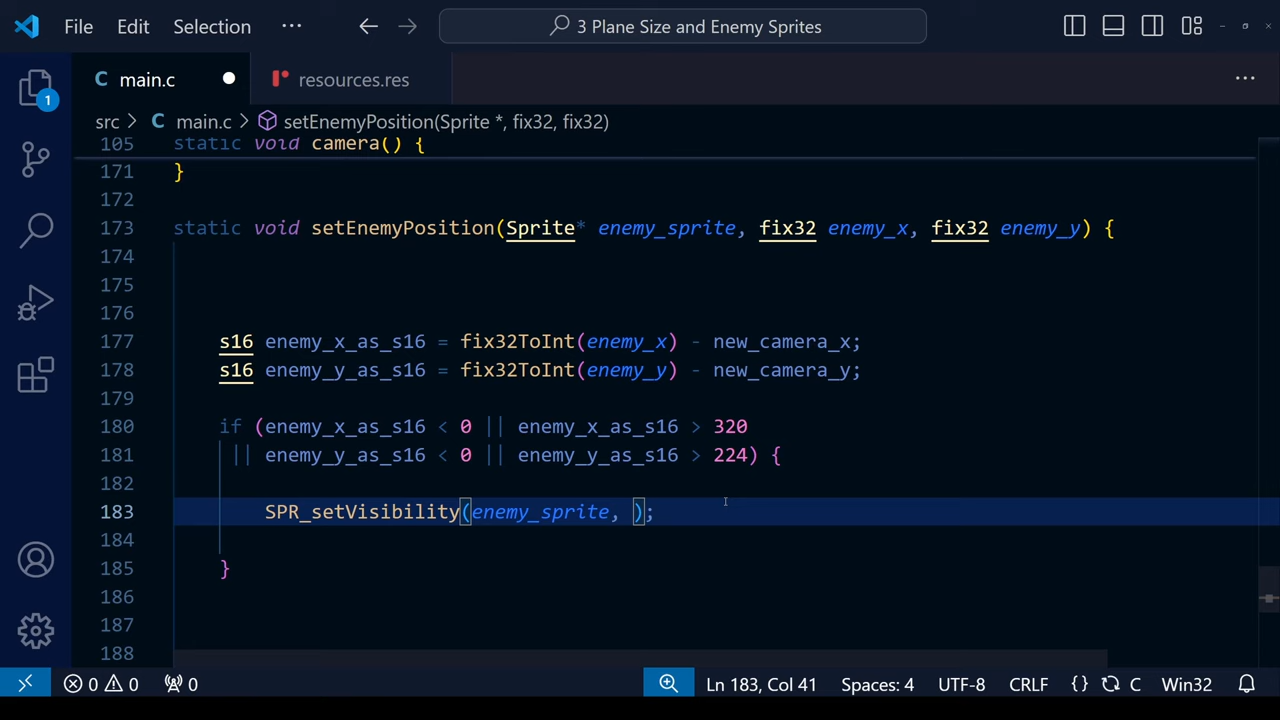 File Edit Selection ··· 3 Plane Size and Enemy Sprites
C main.c resources.res ···
1
src > C main.c > setEnemyPosition(Sprite *, fix32, fix32)
105 static void camera() {
171 }
172
173 static void setEnemyPosition(Sprite* enemy_sprite, fix32 enemy_x, fix32 enemy_y) {
174
175
176
177 s16 enemy_x_as_s16 = fix32ToInt(enemy_x) - new_camera_x;
178 s16 enemy_y_as_s16 = fix32ToInt(enemy_y) - new_camera_y;
179
180 if (enemy_x_as_s16 < 0 || enemy_x_as_s16 > 320
181 || enemy_y_as_s16 < 0 || enemy_y_as_s16 > 224) {
182
183 SPR_setVisibility(enemy_sprite, );
184
185 }
186
187
188
0 0 0 Ln 183, Col 41 Spaces: 4 UTF-8 CRLF {} C Win32